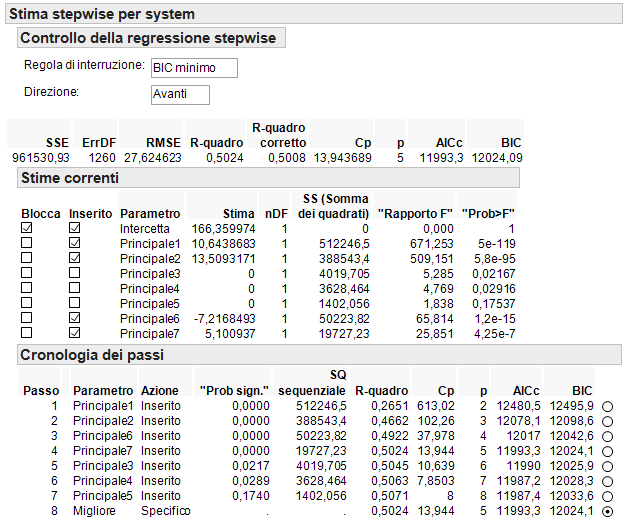 Stima stepwise per system
Controllo della regressione stepwise
Regola di interruzione: BIC minimo
Direzione: Avanti
R-quadro
SSE ErrDF RMSE R-quadro corretto Cp p AICc BIC
961530,93 1260 27,624623 0,5024 0,5008 13,943689 5 11993,3 12024,09
Stime correnti
SS (Somma
Blocca Inserito Parametro Stima nDF dei quadrati) "Rapporto F" "Prob>F"
Intercetta 166,359974 1 0 0,000 1
Principale1 10,6438683 1 512246,5 671,253 5e-119
Principale2 13,5093171 1 388543,4 509,151 5,8e-95
Principale3 0 1 4019,705 5,285 0,02167
Principale4 0 1 3628,464 4,769 0,02916
Principale5 0 1 1402,056 1,838 0,17537
Principale6 -7,2168493 1 50223,82 65,814 1,2e-15
Principale7 5,100937 1 19727,23 25,851 4,25e-7
Cronologia dei passi
SQ
Passo Parametro Azione "Prob sign." sequenziale R-quadro Cp p AICc BIC
1 Principale1 Inserito 0,0000 512246,5 0,2651 613,02 2 12480,5 12495,9
2 Principale2 Inserito 0,0000 388543,4 0,4662 102,26 3 12078,1 12098,6
3 Principale6 Inserito 0,0000 50223,82 0,4922 37,978 4 12017 12042,6
4 Principale7 Inserito 0,0000 19727,23 0,5024 13,944 5 11993,3 12024,1
5 Principale3 Inserito 0,0217 4019,705 0,5045 10,639 6 11990 12025,9
6 Principale4 Inserito 0,0289 3628,464 0,5063 7,8503 7 11987,2 12028,3
7 Principale5 Inserito 0,1740 1402,056 0,5071 8 8 11987,4 12033,6
8 Migliore Specifico . . 0,5024 13,944 5 11993,3 12024,1